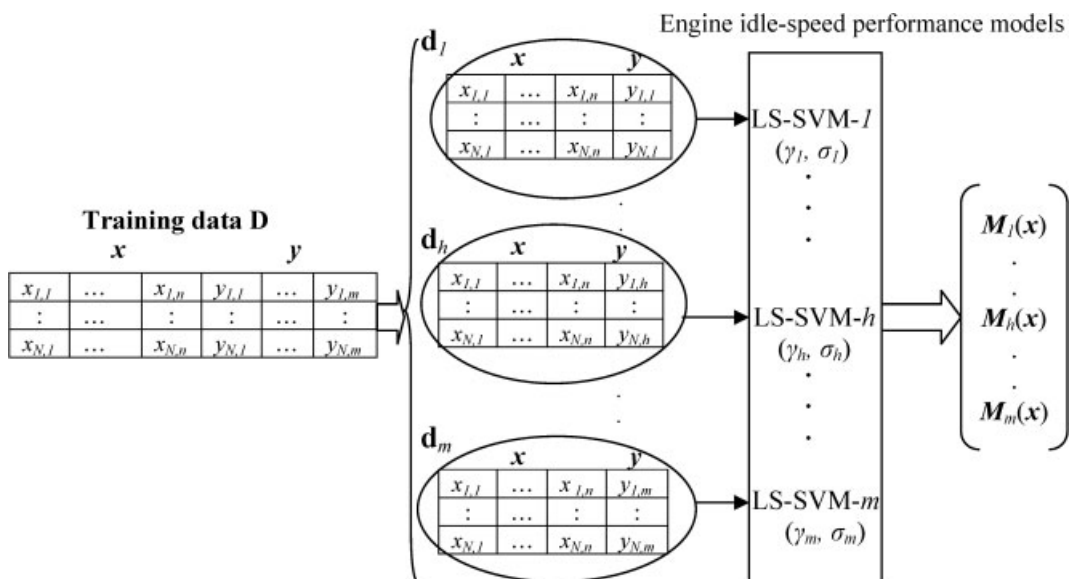 Engine idle-speed performance models
Training data D
x y
x1,1 … x1,n y1,1 … y1,m
: … : : … :
xN,1 … xN,n yN,1 … yN,m
d1
x y
x1,1 … x1,n y1,1
: … : :
xN,1 … xN,n yN,1
dh
x y
x1,1 … x1,n y1,h
: … : :
xN,1 … xN,n yN,h
dm
x y
x1,1 … x1,n y1,m
: … : :
xN,1 … xN,n yN,m
LS-SVM-1
(γ1, σ1)
LS-SVM-h
(γh, σh)
LS-SVM-m
(γm, σm)
M1(x)
Mh(x)
Mm(x)